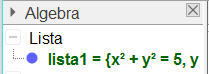 Algebra
Lista
lista1 = {x² + y² = 5, y